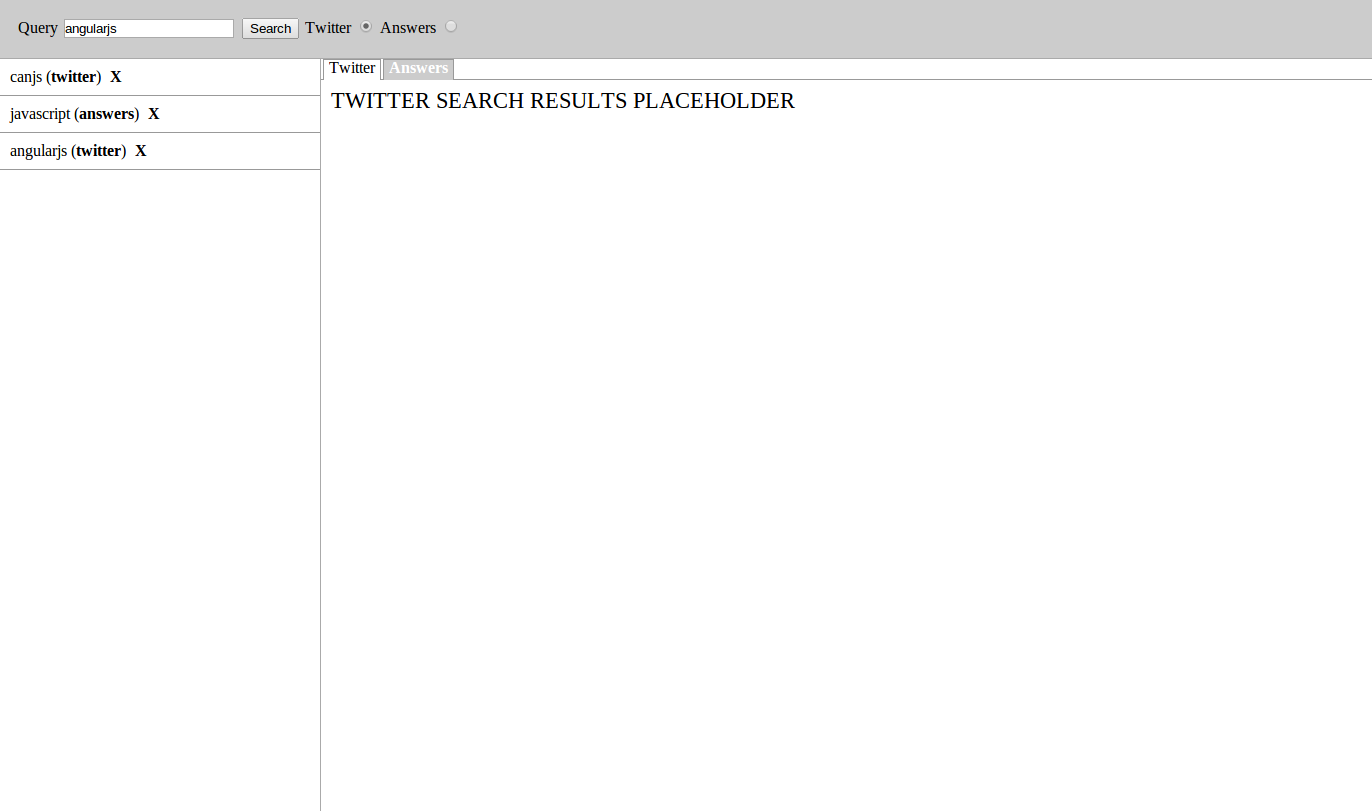 Query angularjs Search Twitter Answers
canjs (twitter) X
javascript (answers) X
angularjs (twitter) X
Twitter Answers
TWITTER SEARCH RESULTS PLACEHOLDER